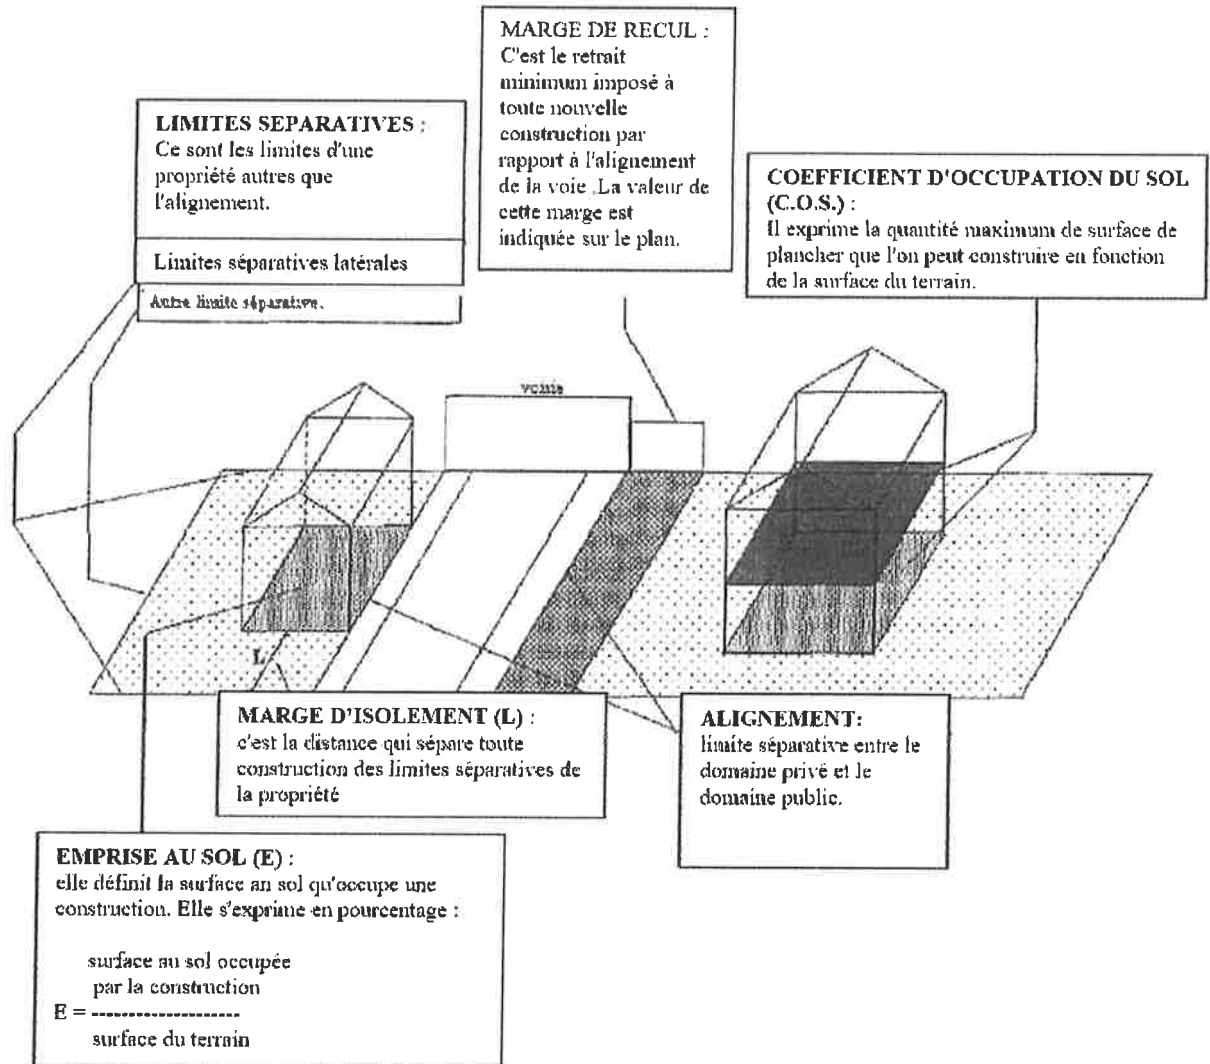 MARGE DE RECUL :
C'est le retrait
minimum imposé à
toute nouvelle
construction par
rapport à l'alignement
de la voie .La valeur de
cette marge est
indiquée sur le plan.
LIMITES SEPARATIVES :
Ce sont les limites d'une
propriété autres que
l'alignement.
Limites séparatives latérales
Autre limite séparative.
COEFFICIENT D'OCCUPATION DU SOL
(C.O.S.) :
Il exprime la quantité maximum de surface de
plancher que l'on peut construire en fonction
de la surface du terrain.
voirie
L
MARGE D'ISOLEMENT (L) :
c'est la distance qui sépare toute
construction des limites séparatives de
la propriété
ALIGNEMENT:
limite séparative entre le
domaine privé et le
domaine public.
EMPRISE AU SOL (E) :
elle définit la surface an sol qu'occupe une
construction. Elle s'exprime en pourcentage :
surface au sol occupée
par la construction
E = --------------------
surface du terrain